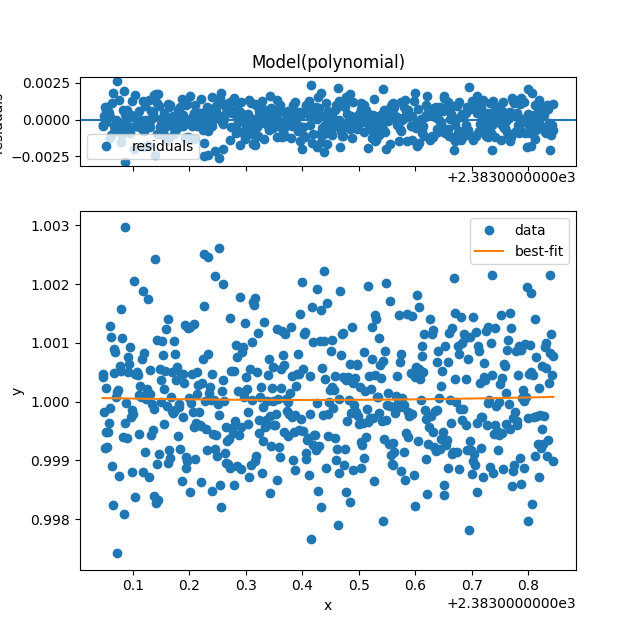 Model(polynomial)
0.0025
0.0000
−0.0025
residuals
+2.3830000000e3
1.003
1.002
1.001
1.000
0.999
0.998
y
data
best-fit
0.1 0.2 0.3 0.4 0.5 0.6 0.7 0.8
x
+2.3830000000e3